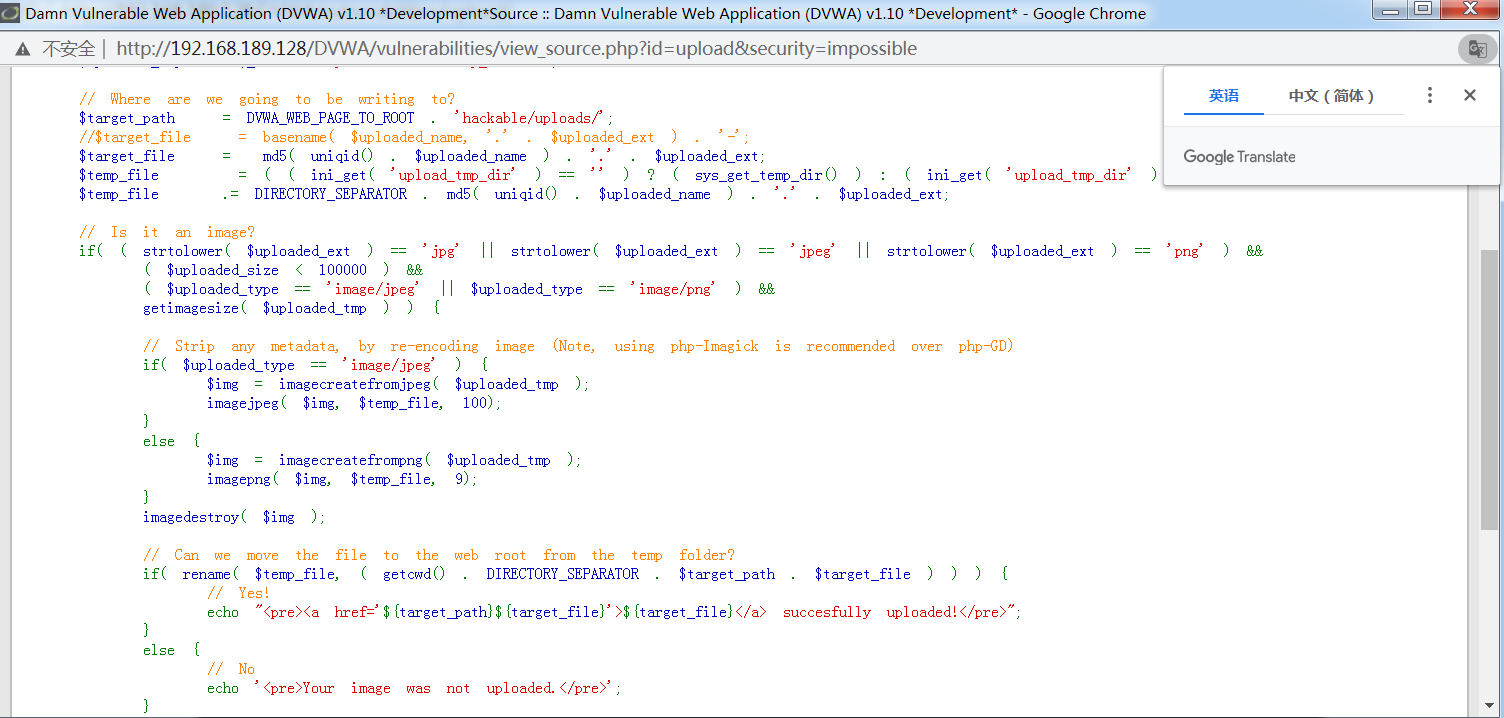 Damn Vulnerable Web Application (DVWA) v1.10 *Development*Source :: Damn Vulnerable Web Application (DVWA) v1.10 *Development* - Google Chrome
不安全 | http://192.168.189.128/DVWA/vulnerabilities/view_source.php?id=upload&security=impossible
英语 中文 ( 简体 )
Google Translate
// Where are we going to be writing to?
$target_path = DVWA_WEB_PAGE_TO_ROOT . 'hackable/uploads/';
//$target_file = basename( $uploaded_name, '.' . $uploaded_ext ) . '-';
$target_file = md5( uniqid() . $uploaded_name ) . '.' . $uploaded_ext;
$temp_file = ( ( ini_get( 'upload_tmp_dir' ) == '' ) ? ( sys_get_temp_dir() ) : ( ini_get( 'upload_tmp_dir' )
$temp_file .= DIRECTORY_SEPARATOR . md5( uniqid() . $uploaded_name ) . '.' . $uploaded_ext;
// Is it an image?
if( ( strtolower( $uploaded_ext ) == 'jpg' || strtolower( $uploaded_ext ) == 'jpeg' || strtolower( $uploaded_ext ) == 'png' ) &&
( $uploaded_size < 100000 ) &&
( $uploaded_type == 'image/jpeg' || $uploaded_type == 'image/png' ) &&
getimagesize( $uploaded_tmp ) ) {
// Strip any metadata, by re-encoding image (Note, using php-Imagick is recommended over php-GD)
if( $uploaded_type == 'image/jpeg' ) {
$img = imagecreatefromjpeg( $uploaded_tmp );
imagejpeg( $img, $temp_file, 100);
}
else {
$img = imagecreatefrompng( $uploaded_tmp );
imagepng( $img, $temp_file, 9);
}
imagedestroy( $img );
// Can we move the file to the web root from the temp folder?
if( rename( $temp_file, ( getcwd() . DIRECTORY_SEPARATOR . $target_path . $target_file ) ) ) {
// Yes!
echo "<pre><a href='${target_path}${target_file}'>${target_file}</a> succesfully uploaded!</pre>";
}
else {
// No
echo '<pre>Your image was not uploaded.</pre>';
}